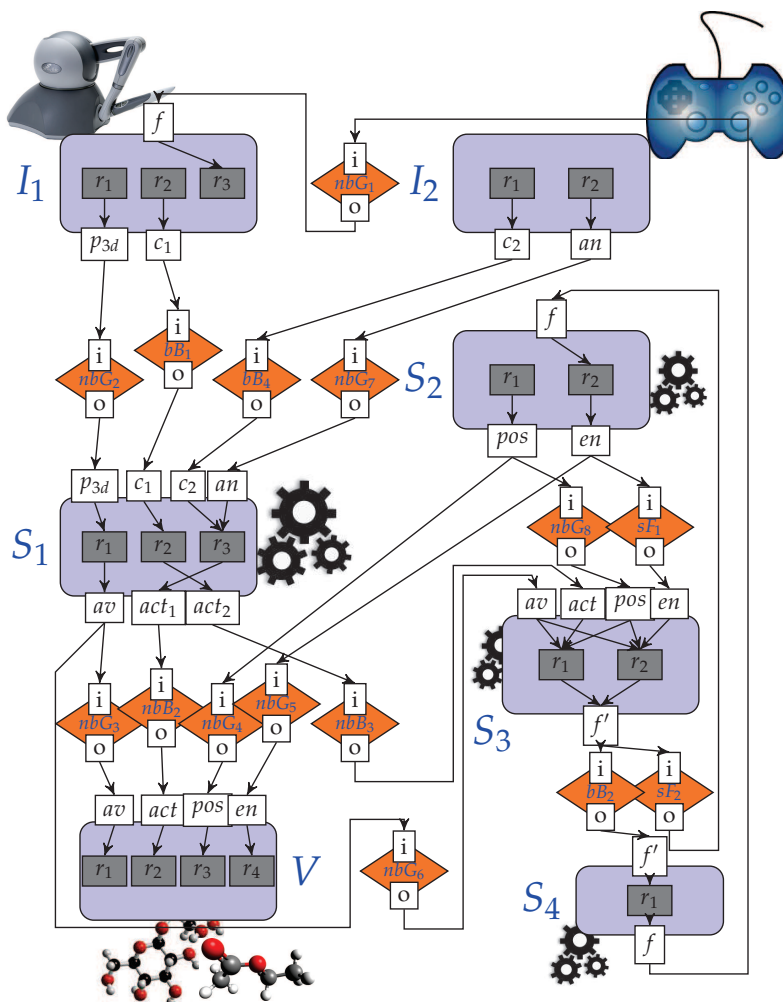 f
i
I₁ r₁ r₂ r₃ nbG₁ I₂ r₁ r₂
o
p₃d c₁ c₂ an
f
i i i i
nbG₂ bB₁ bB₄ nbG₇ S₂ r₁ r₂
o o o o
pos en
p₃d c₁ c₂ an i i
nbG₈ sF₁
S₁ r₁ r₂ r₃ o o
av act₁ act₂ av act pos en
r₁ r₂
i i i i i
nbG₃ nbB₂ nbG₄ nbG₅ nbB₃ S₃
o o o o o f'
i i
bB₂ sF₂
av act pos en o o
i f'
r₁ r₂ r₃ r₄ V nbG₆
o S₄ r₁
f